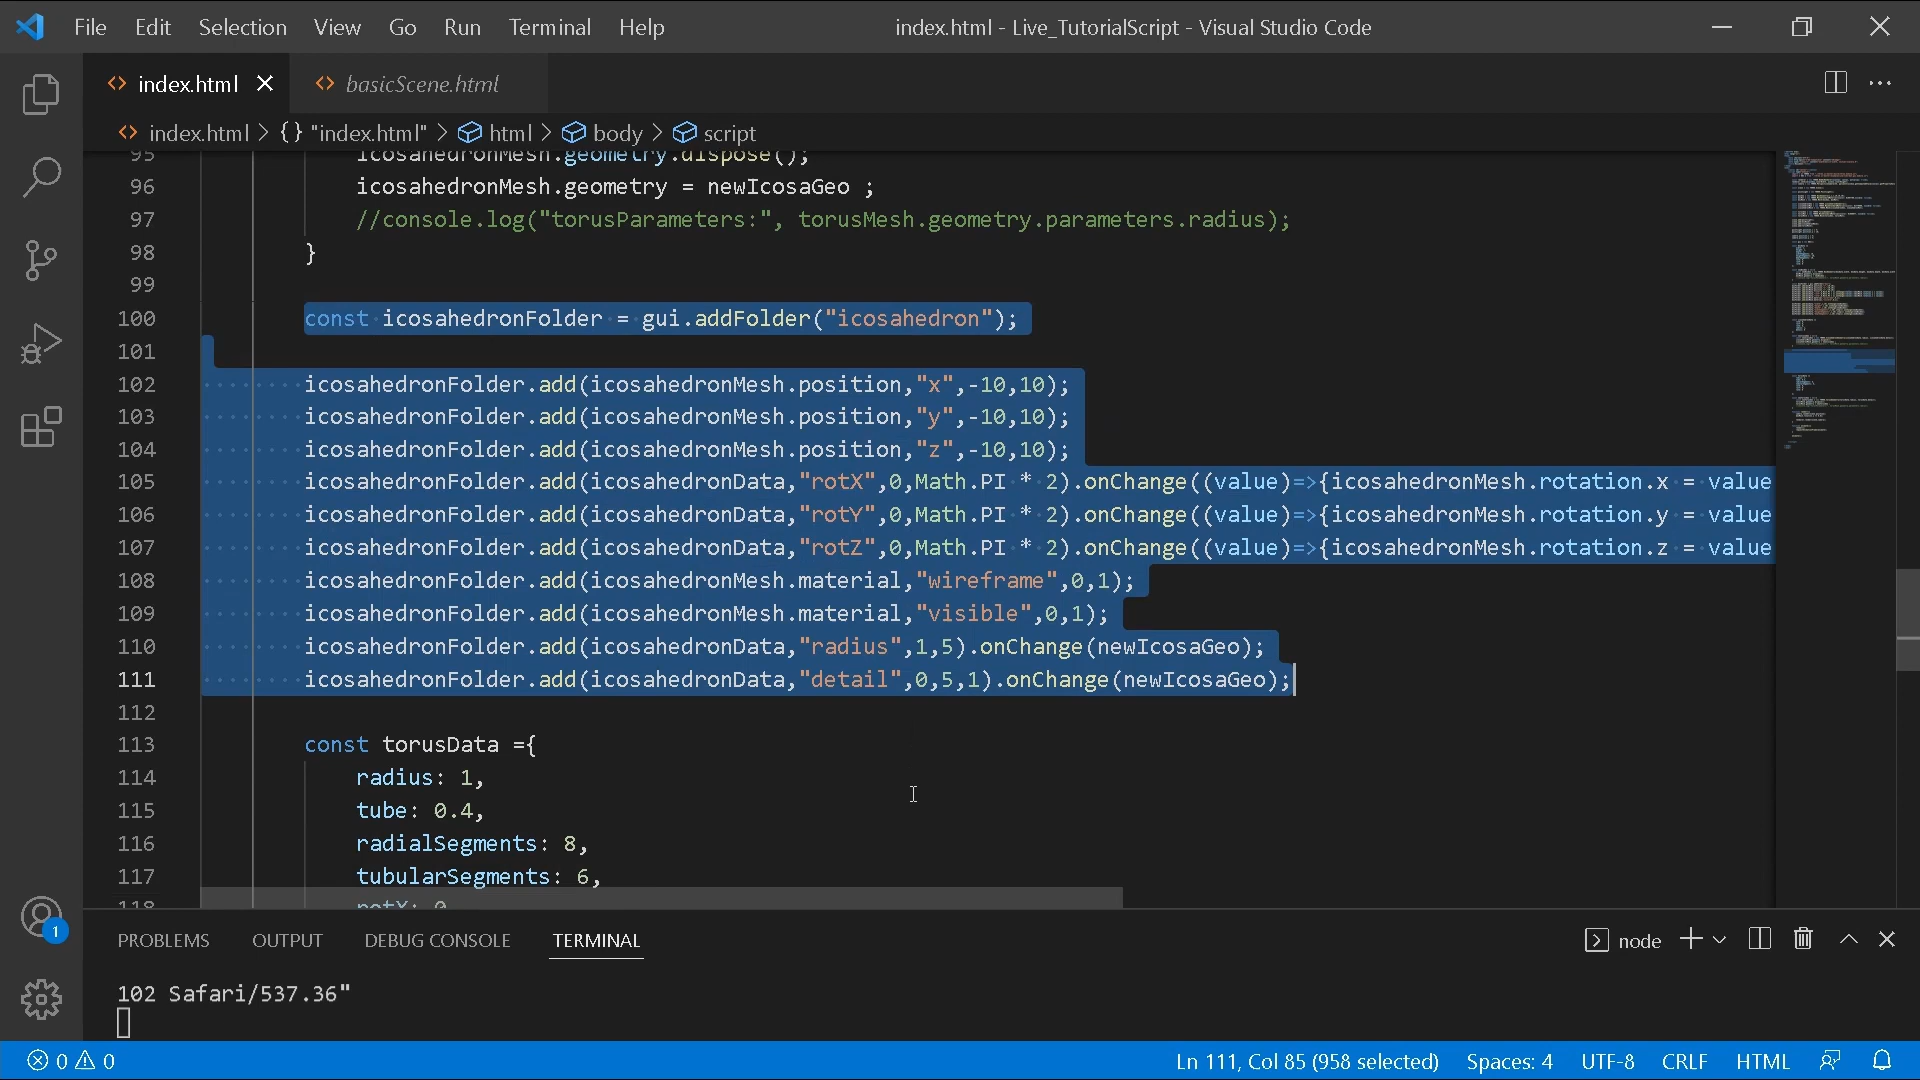 File Edit Selection View Go Run Terminal Help index.html - Live_TutorialScript - Visual Studio Code
index.html basicScene.html
index.html > {} "index.html" > html > body > script
95 icosahedronMesh.geometry.dispose();
96 icosahedronMesh.geometry = newIcosaGeo ;
97 //console.log("torusParameters:", torusMesh.geometry.parameters.radius);
98 }
99
100 const icosahedronFolder = gui.addFolder("icosahedron");
101
102 icosahedronFolder.add(icosahedronMesh.position,"x",-10,10);
103 icosahedronFolder.add(icosahedronMesh.position,"y",-10,10);
104 icosahedronFolder.add(icosahedronMesh.position,"z",-10,10);
105 icosahedronFolder.add(icosahedronData,"rotX",0,Math.PI * 2).onChange((value)=>{icosahedronMesh.rotation.x = value
106 icosahedronFolder.add(icosahedronData,"rotY",0,Math.PI * 2).onChange((value)=>{icosahedronMesh.rotation.y = value
107 icosahedronFolder.add(icosahedronData,"rotZ",0,Math.PI * 2).onChange((value)=>{icosahedronMesh.rotation.z = value
108 icosahedronFolder.add(icosahedronMesh.material,"wireframe",0,1);
109 icosahedronFolder.add(icosahedronMesh.material,"visible",0,1);
110 icosahedronFolder.add(icosahedronData,"radius",1,5).onChange(newIcosaGeo);
111 icosahedronFolder.add(icosahedronData,"detail",0,5,1).onChange(newIcosaGeo);
112
113 const torusData ={
114 radius: 1,
115 tube: 0.4,
116 radialSegments: 8,
117 tubularSegments: 6,
118 rotX: 0
1
PROBLEMS OUTPUT DEBUG CONSOLE TERMINAL node
102 Safari/537.36"
0 0 Ln 111, Col 85 (958 selected) Spaces: 4 UTF-8 CRLF HTML